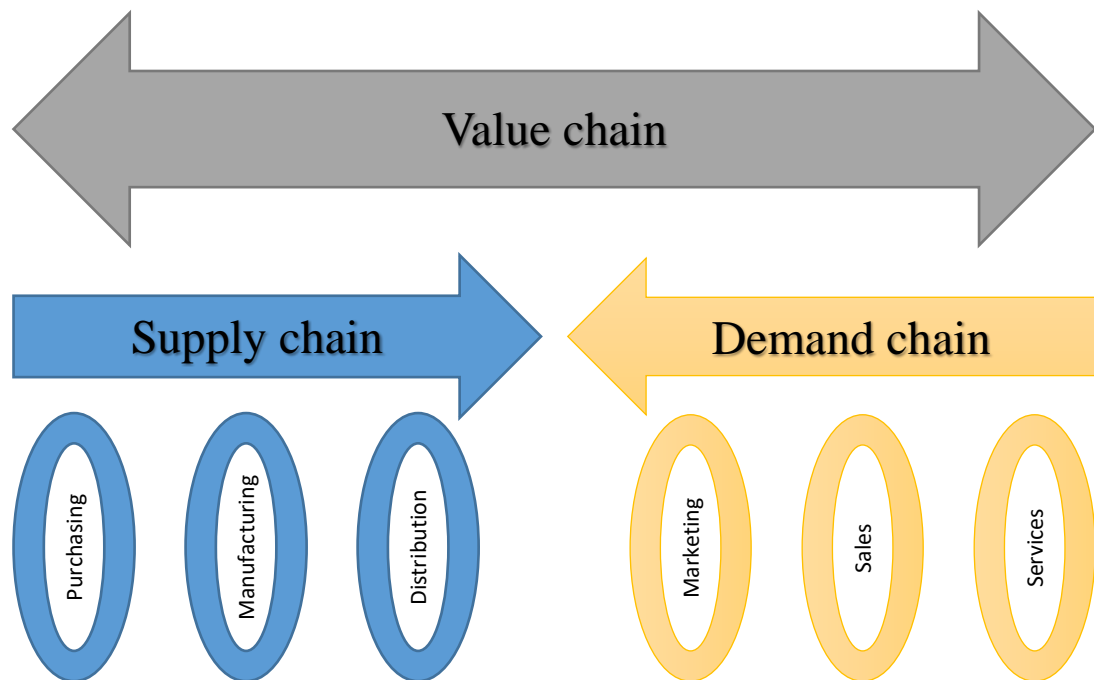 Value chain
Supply chain
Demand chain
Purchasing
Manufacturing
Distribution
Marketing
Sales
Services